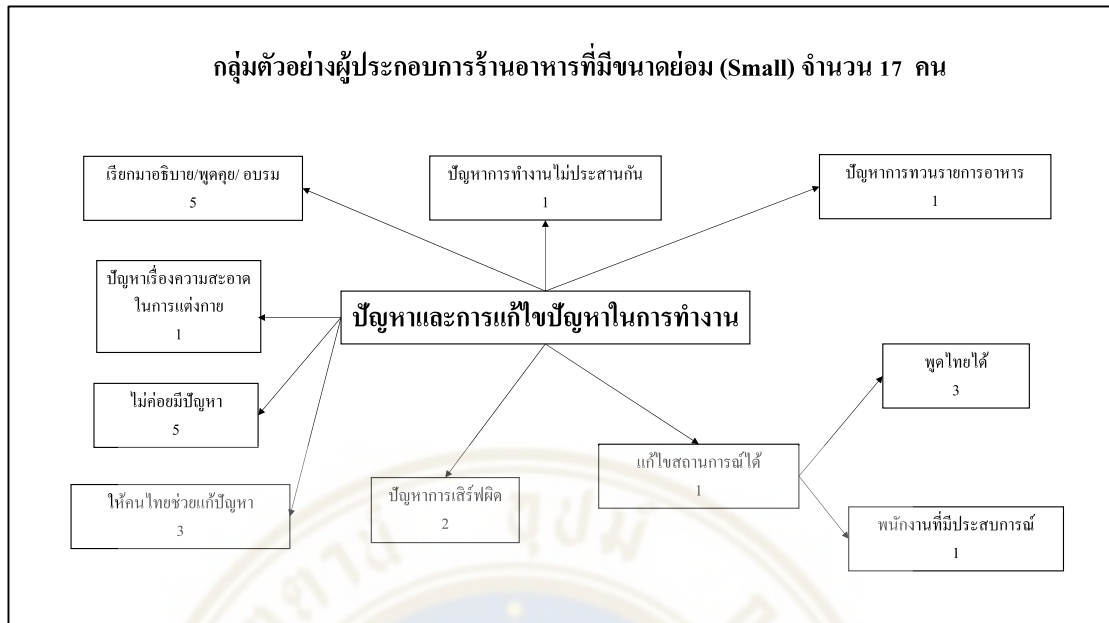 กลุ่มตัวอย่างผู้ประกอบการร้านอาหารที่มีขนาดย่อม (Small) จำนวน 17 คน
เรียกมาอธิบาย/พูดคุย/ อบรม
5
ปัญหาการทำงานไม่ประสานกัน
1
ปัญหาการทวนรายการอาหาร
1
ปัญหาเรื่องความสะอาด
ในการแต่งกาย
1
ปัญหาและการแก้ไขปัญหาในการทำงาน
พูดไทยได้
3
ไม่ค่อยมีปัญหา
5
แก้ไขสถานการณ์ได้
1
ให้คนไทยช่วยแก้ปัญหา
3
ปัญหาการเสิร์ฟผิด
2
พนักงานที่มีประสบการณ์
1